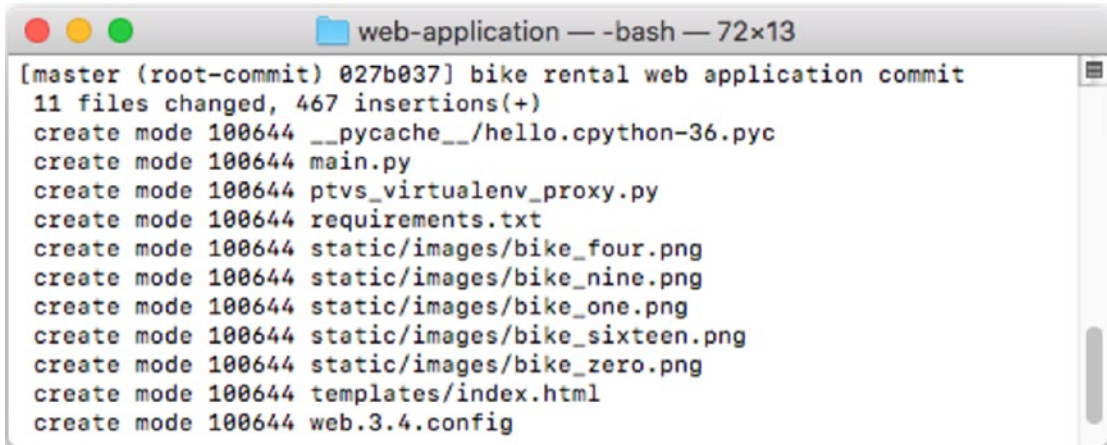 web-application — -bash — 72×13
[master (root-commit) 027b037] bike rental web application commit
11 files changed, 467 insertions(+)
create mode 100644 __pycache__/hello.cpython-36.pyc
create mode 100644 main.py
create mode 100644 ptvs_virtualenv_proxy.py
create mode 100644 requirements.txt
create mode 100644 static/images/bike_four.png
create mode 100644 static/images/bike_nine.png
create mode 100644 static/images/bike_one.png
create mode 100644 static/images/bike_sixteen.png
create mode 100644 static/images/bike_zero.png
create mode 100644 templates/index.html
create mode 100644 web.3.4.config